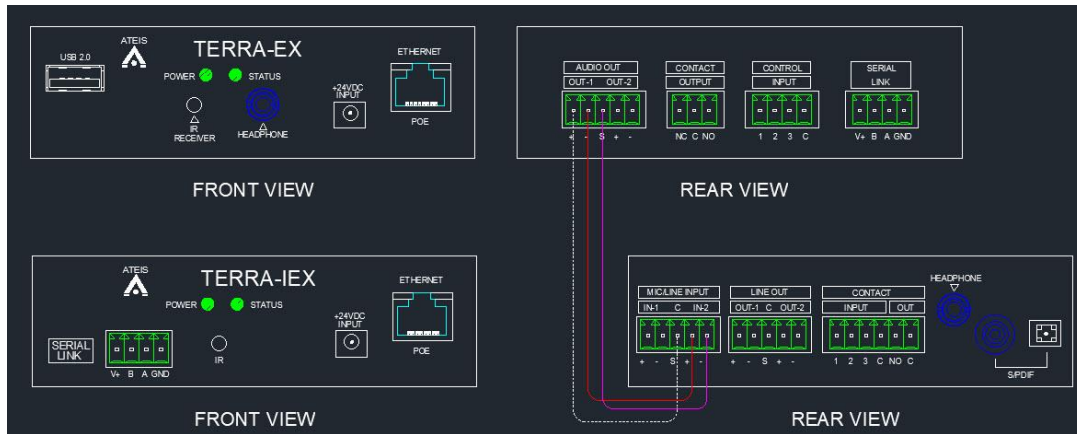 ATEIS
TERRA-EX
USB 2.0
POWER STATUS
+24VDC
INPUT
ETHERNET
IR
RECEIVER
HEADPHONE
POE
FRONT VIEW
AUDIO OUT
OUT-1 OUT-2
+ - S + -
CONTACT
OUTPUT
NC C NO
CONTROL
INPUT
1 2 3 C
SERIAL
LINK
V+ B A GND
REAR VIEW
ATEIS
TERRA-IEX
POWER STATUS
+24VDC
INPUT
ETHERNET
SERIAL
LINK
V+ B A GND
IR
POE
FRONT VIEW
MIC/LINE INPUT
IN-1 C IN-2
+ - S + -
LINE OUT
OUT-1 C OUT-2
+ - S + -
CONTACT
INPUT OUT
1 2 3 C NO C
HEADPHONE
S/PDIF
REAR VIEW